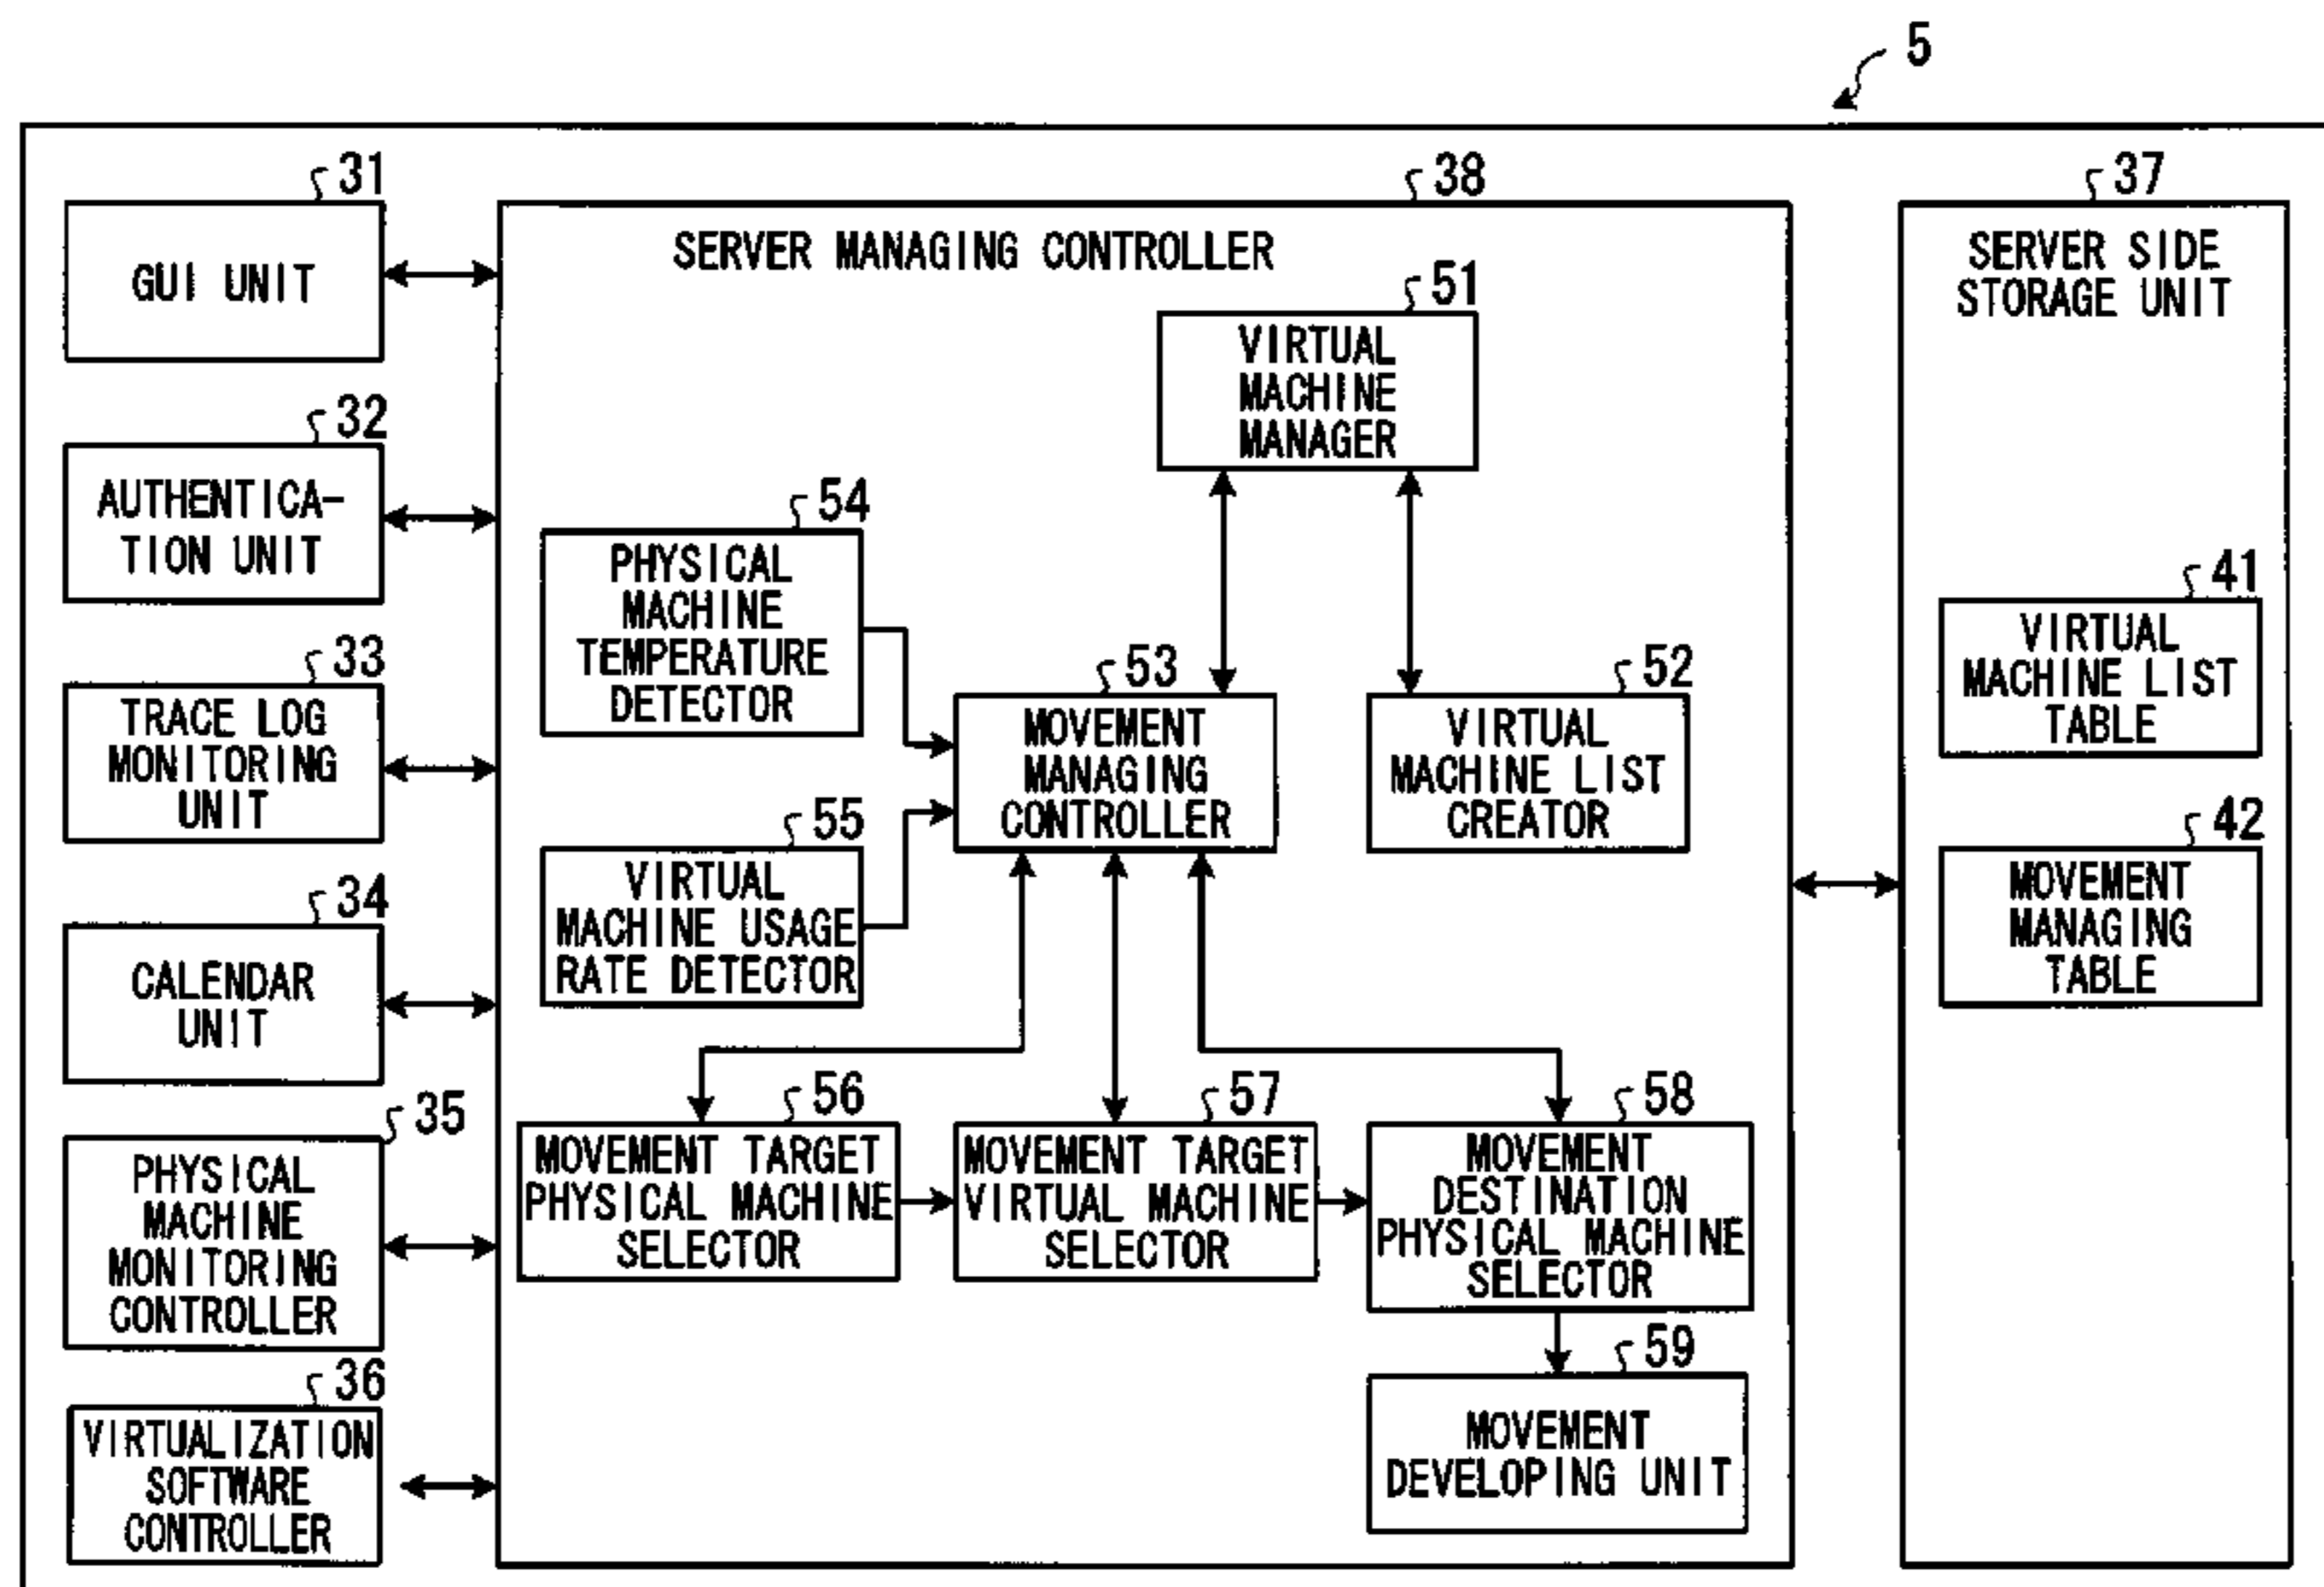 5
31
GUI UNIT
32
AUTHENTICA-
TION UNIT
33
TRACE LOG
MONITORING
UNIT
34
CALENDAR
UNIT
35
PHYSICAL
MACHINE
MONITORING
CONTROLLER
36
VIRTUALIZATION
SOFTWARE
CONTROLLER
38
SERVER MANAGING CONTROLLER
51
VIRTUAL
MACHINE
MANAGER
54
PHYSICAL
MACHINE
TEMPERATURE
DETECTOR
53
MOVEMENT
MANAGING
CONTROLLER
52
VIRTUAL
MACHINE LIST
CREATOR
55
VIRTUAL
MACHINE USAGE
RATE DETECTOR
56
MOVEMENT TARGET
PHYSICAL MACHINE
SELECTOR
57
MOVEMENT TARGET
VIRTUAL MACHINE
SELECTOR
58
MOVEMENT
DESTINATION
PHYSICAL MACHINE
SELECTOR
59
MOVEMENT
DEVELOPING UNIT
37
SERVER SIDE
STORAGE UNIT
41
VIRTUAL
MACHINE LIST
TABLE
42
MOVEMENT
MANAGING
TABLE